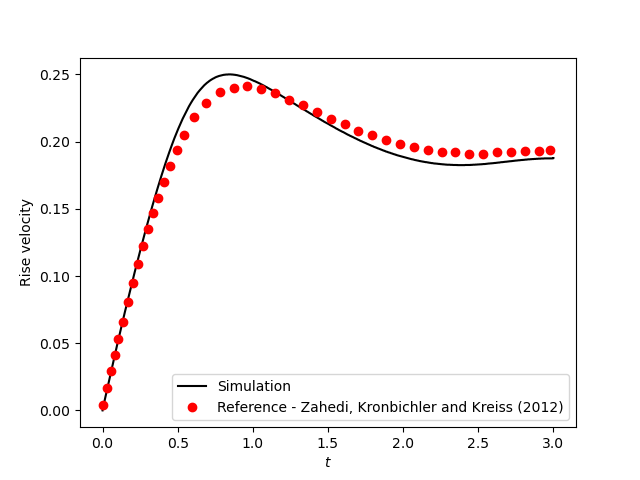 0.25
0.20
0.15
0.10
0.05
0.00
Rise velocity
Simulation
Reference - Zahedi, Kronbichler and Kreiss (2012)
0.0 0.5 1.0 1.5 2.0 2.5 3.0
t